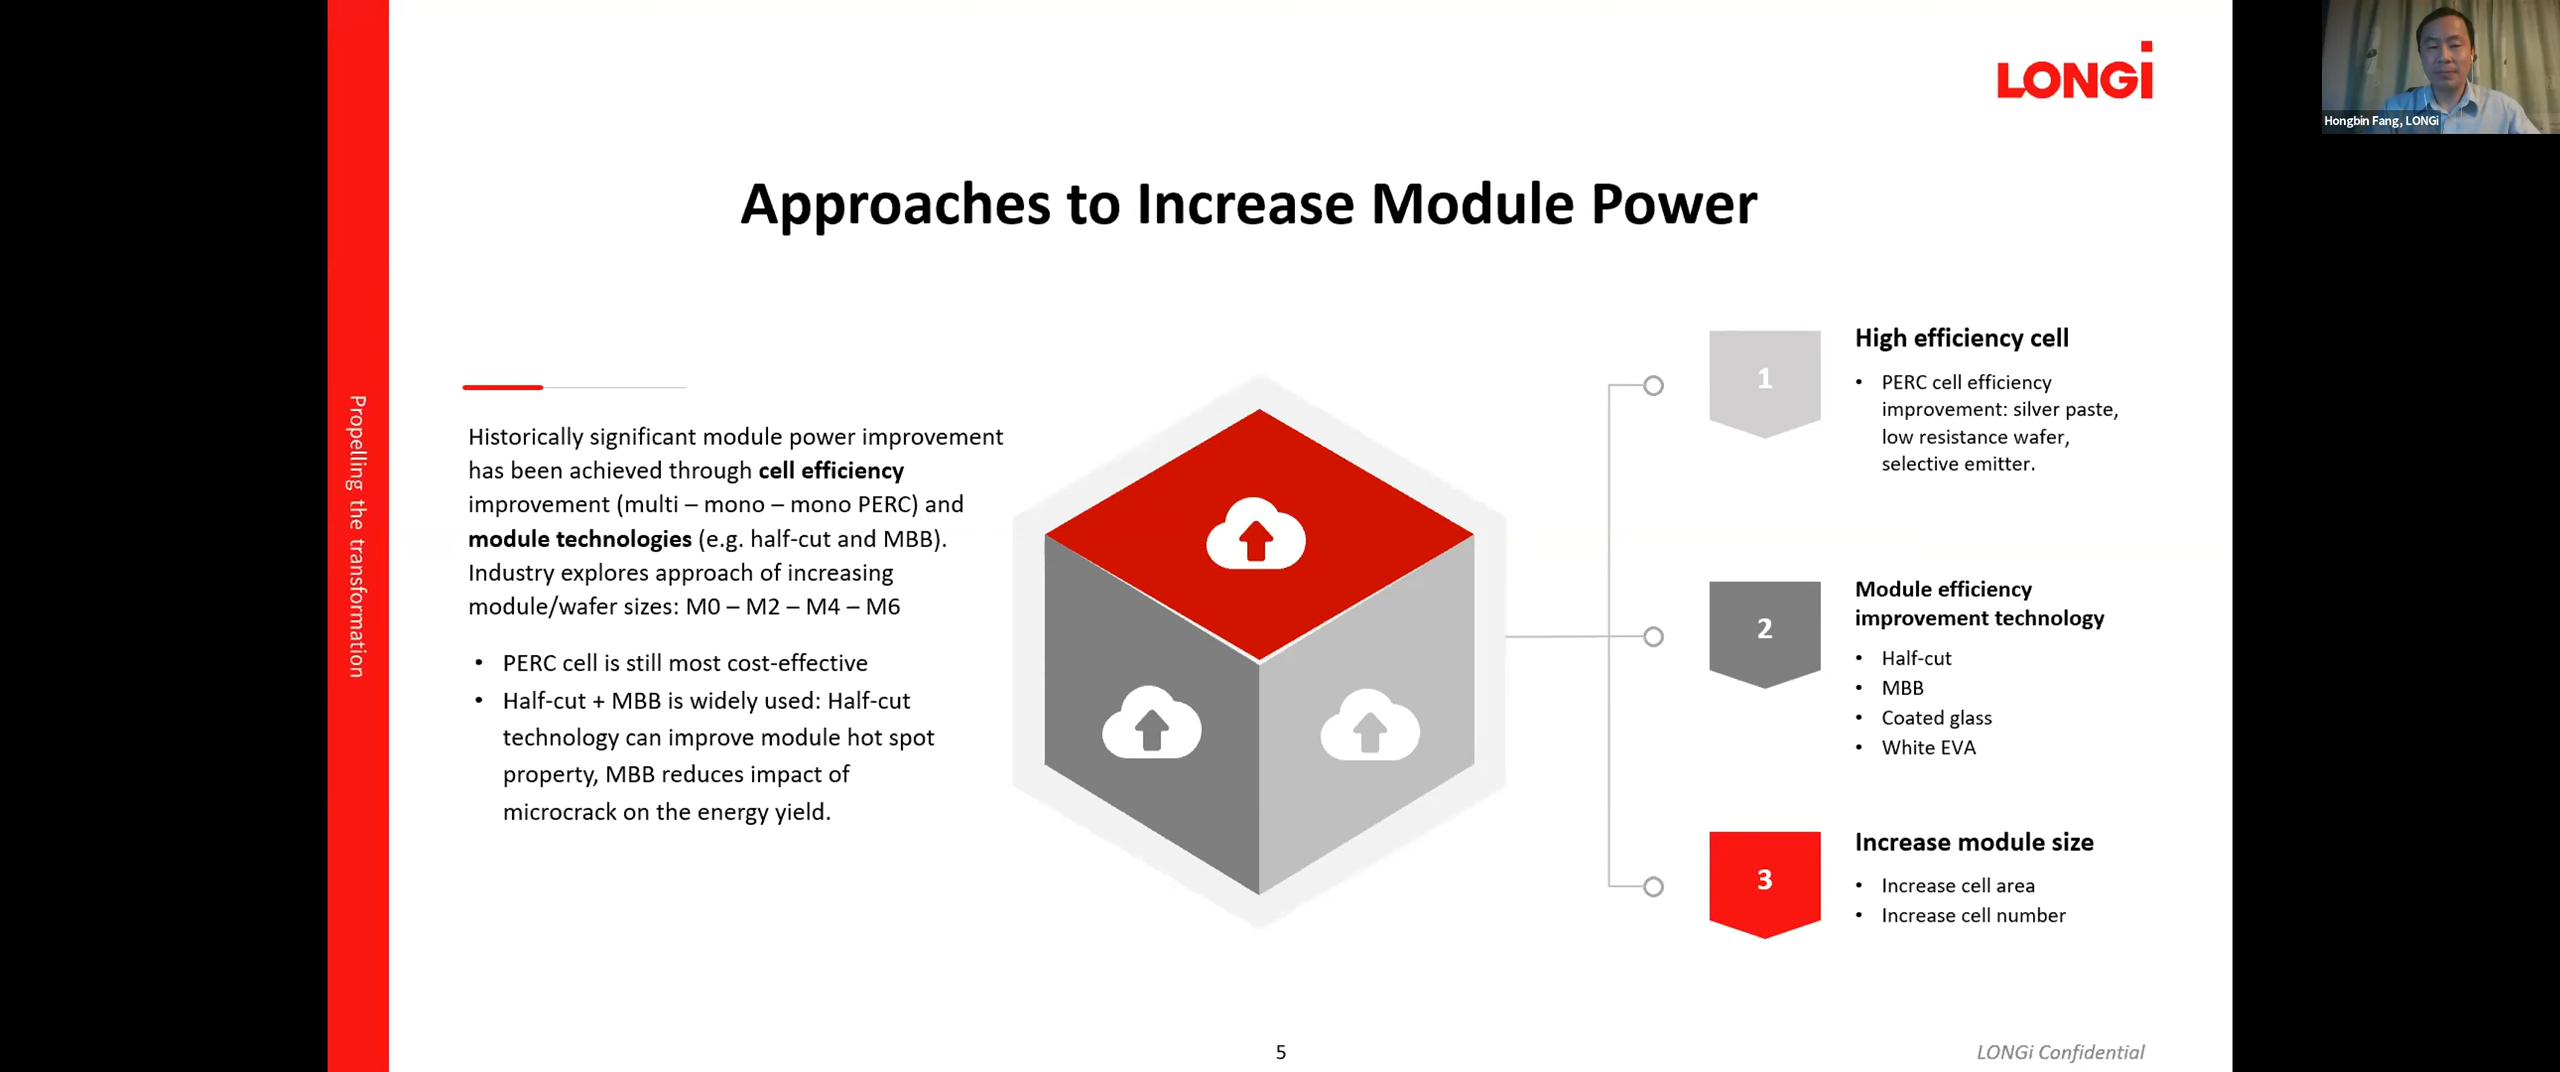 LONGi
Hongbin Fang, LONGi
Approaches to Increase Module Power
Propelling the transformation
Historically significant module power improvement
has been achieved through cell efficiency
improvement (multi – mono – mono PERC) and
module technologies (e.g. half-cut and MBB).
Industry explores approach of increasing
module/wafer sizes: M0 – M2 – M4 – M6
• PERC cell is still most cost-effective
• Half-cut + MBB is widely used: Half-cut
technology can improve module hot spot
property, MBB reduces impact of
microcrack on the energy yield.
1
High efficiency cell
• PERC cell efficiency
improvement: silver paste,
low resistance wafer,
selective emitter.
2
Module efficiency
improvement technology
• Half-cut
• MBB
• Coated glass
• White EVA
3
Increase module size
• Increase cell area
• Increase cell number
5
LONGi Confidential